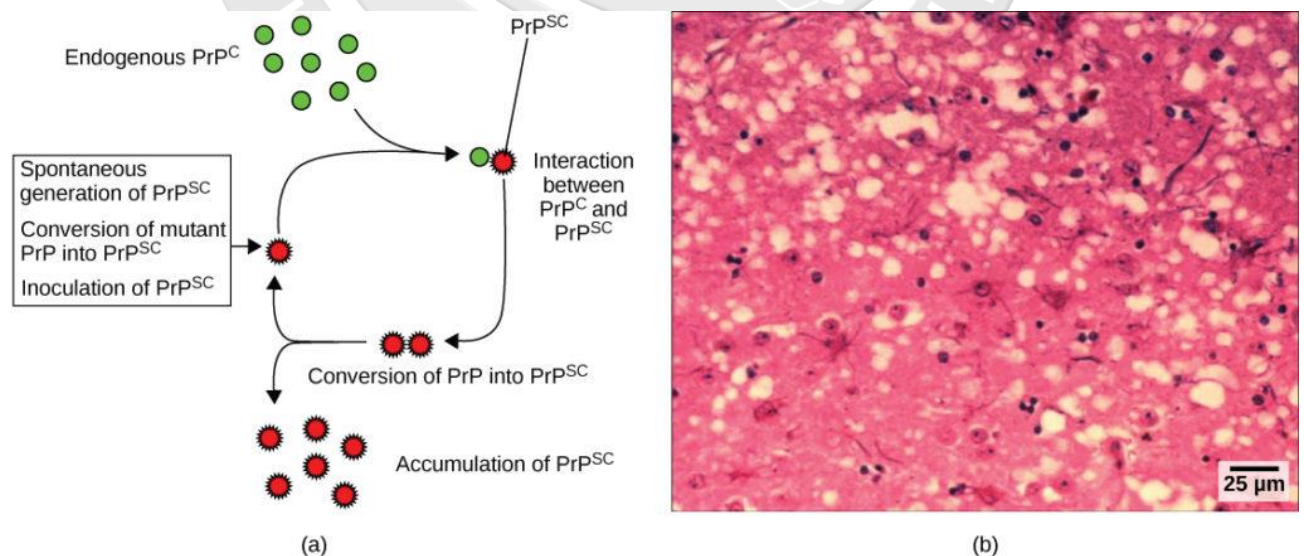 Endogenous PrP^C
PrP^SC
Spontaneous
generation of PrP^SC
Conversion of mutant
PrP into PrP^SC
Inoculation of PrP^SC
Interaction
between
PrP^C and
PrP^SC
Conversion of PrP into PrP^SC
Accumulation of PrP^SC
(a)
25 µm
(b)